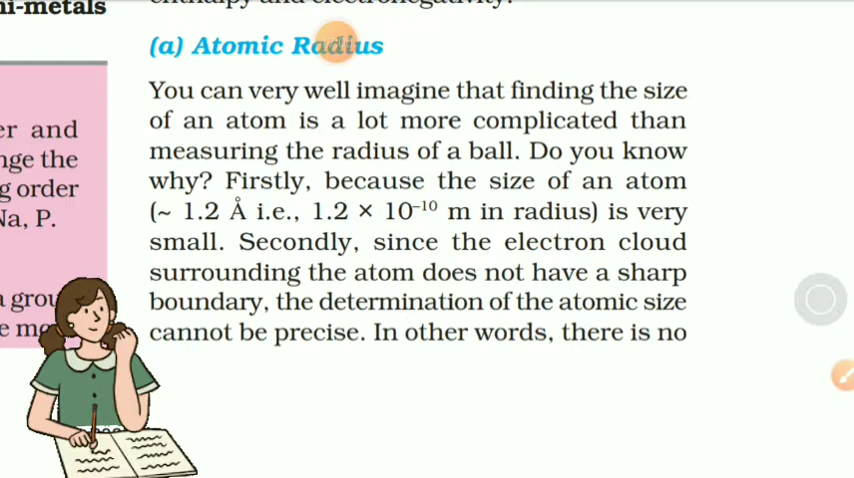 ni-metals
(a) Atomic Radius
You can very well imagine that finding the size
of an atom is a lot more complicated than
measuring the radius of a ball. Do you know
why? Firstly, because the size of an atom
(~ 1.2 Å i.e., 1.2 × 10⁻¹⁰ m in radius) is very
small. Secondly, since the electron cloud
surrounding the atom does not have a sharp
boundary, the determination of the atomic size
cannot be precise. In other words, there is no
er and
nge the
g order
Na, P.
a grou
e mo